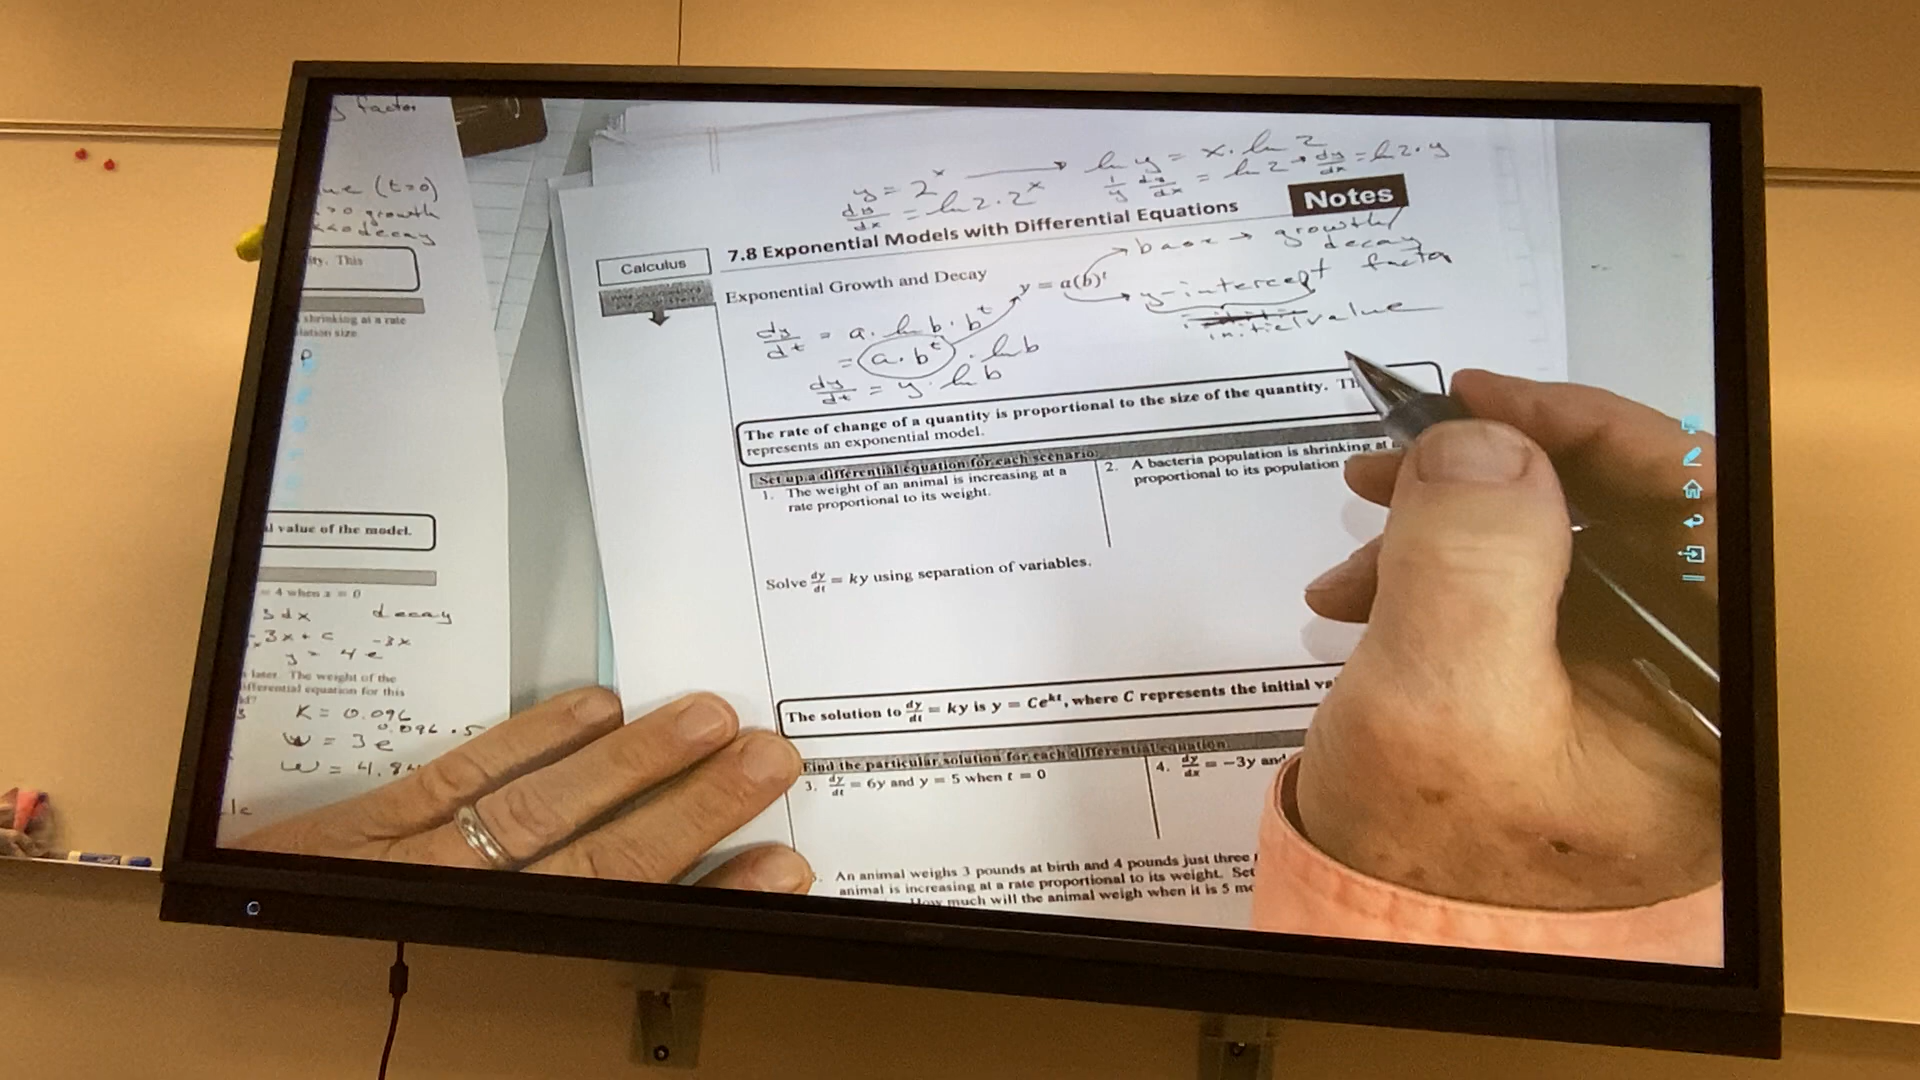 y factor
ue (t=0)
>0 growth
k<0 decay
ity. This
shrinking at a rate
lation size.
P
l value of the model.
= 4 when x = 0
3dx decay
-3x + c
y = 4e^-3x
later. The weight of the
ifferential equation for this
K = 0.096
W = 3e^0.096.5
W = 4.84
y = 2^x → ln y = x. ln 2
dy/dx = ln 2. 2^x 1/y dy/dx = ln 2 → dy/dx = ln 2. y
Notes
Calculus
7.8 Exponential Models with Differential Equations
Exponential Growth and Decay
y = a(b)^t
base → growth/
decay
factor
y-intercept
initial value
dy/dt = a. ln b. b^t
= a. b^t . ln b
dy/dt = y. ln b
The rate of change of a quantity is proportional to the size of the quantity.
represents an exponential model.
Set up a differential equation for each scenario.
1. The weight of an animal is increasing at a
rate proportional to its weight.
2. A bacteria population is shrinking at
proportional to its population
Solve dy/dt = ky using separation of variables.
The solution to dy/dt = ky is y = Ce^kt, where C represents the initial
Find the particular solution for each differential equation
3. dy/dt = 6y and y = 5 when t = 0
4. dy/dx = −3y and
An animal weighs 3 pounds at birth and 4 pounds just three
animal is increasing at a rate proportional to its weight. Set
How much will the animal weigh when it is 5